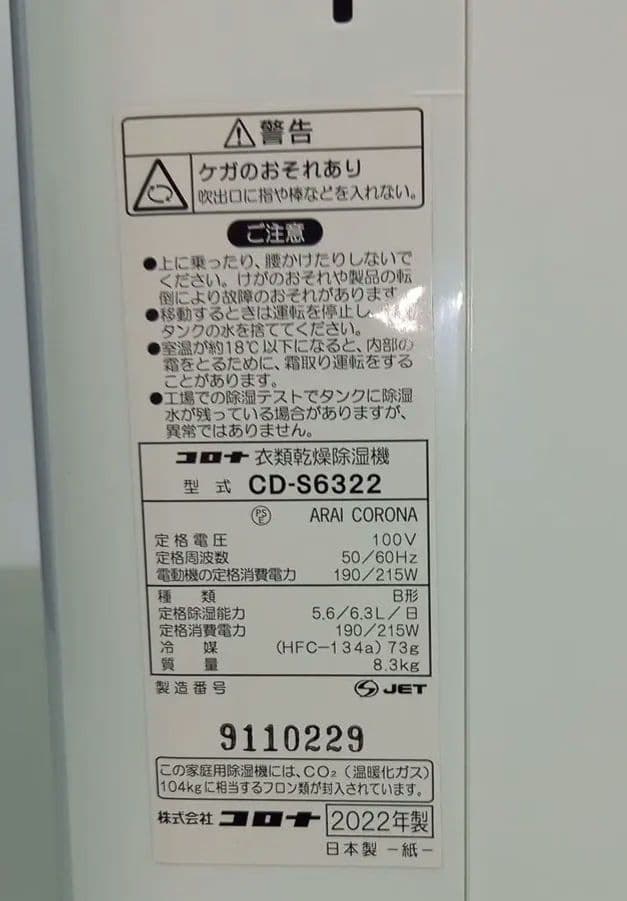 警告
ケガのおそれあり
吹出口に指や棒などを入れない。
ご注意
●上に乗ったり、腰かけたりしないで
ください。けがのおそれや製品の転
倒により故障のおそれがあります
●移動するときは運転を停止し、
タンクの水を捨ててください。
●室温が約18℃以下になると、内部の
霜をとるために、霜取り運転をする
ことがあります。
●工場での除湿テストでタンクに除湿
水が残っている場合がありますが、
異常ではありません。
コロナ 衣類乾燥除湿機
型式 CD-S6322
PSE ARAI CORONA
定格電圧 100V
定格周波数 50/60Hz
電動機の定格消費電力 190/215W
種類 B形
定格除湿能力 5.6/6.3L/日
定格消費電力 190/215W
冷媒 (HFC-134a) 73g
質量 8.3kg
製造番号 JET
9110229
この家庭用除湿機には、CO₂(温暖化ガス)
104kgに相当するフロン類が封入されています。
株式会社 コロナ 2022年製
日本製 -紙-